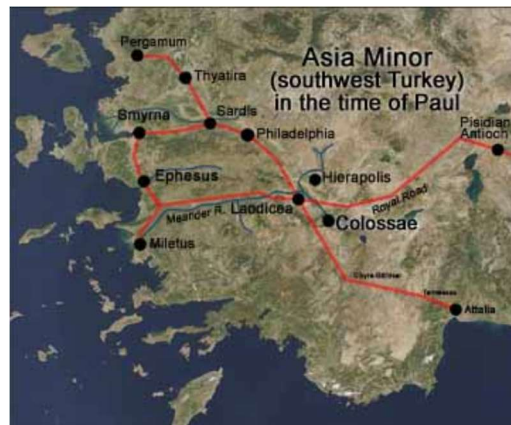 Pergamum
Asia Minor
(southwest Turkey)
in the time of Paul
Thyatira
Smyrna
Sardis
Philadelphia
Pisidian
Antioch
Ephesus
Hierapolis
Meander R.
Laodicea
Royal Road
Colossae
Miletus
Attalia